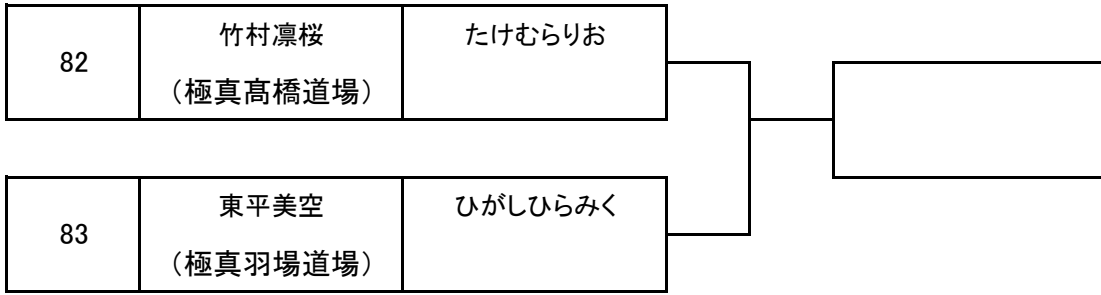 82
竹村凛桜
（極真髙橋道場）
たけむらりお
83
東平美空
（極真羽場道場）
ひがしひらみく